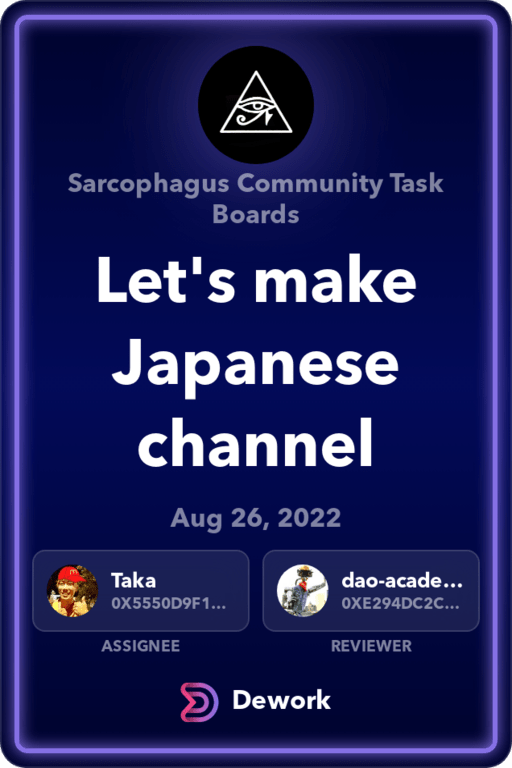 Sarcophagus Community Task
Boards
Let's make
Japanese
channel
Aug 26, 2022
Taka
0X5550D9F1...
ASSIGNEE
dao-acade...
0XE294DC2C...
REVIEWER
Dework